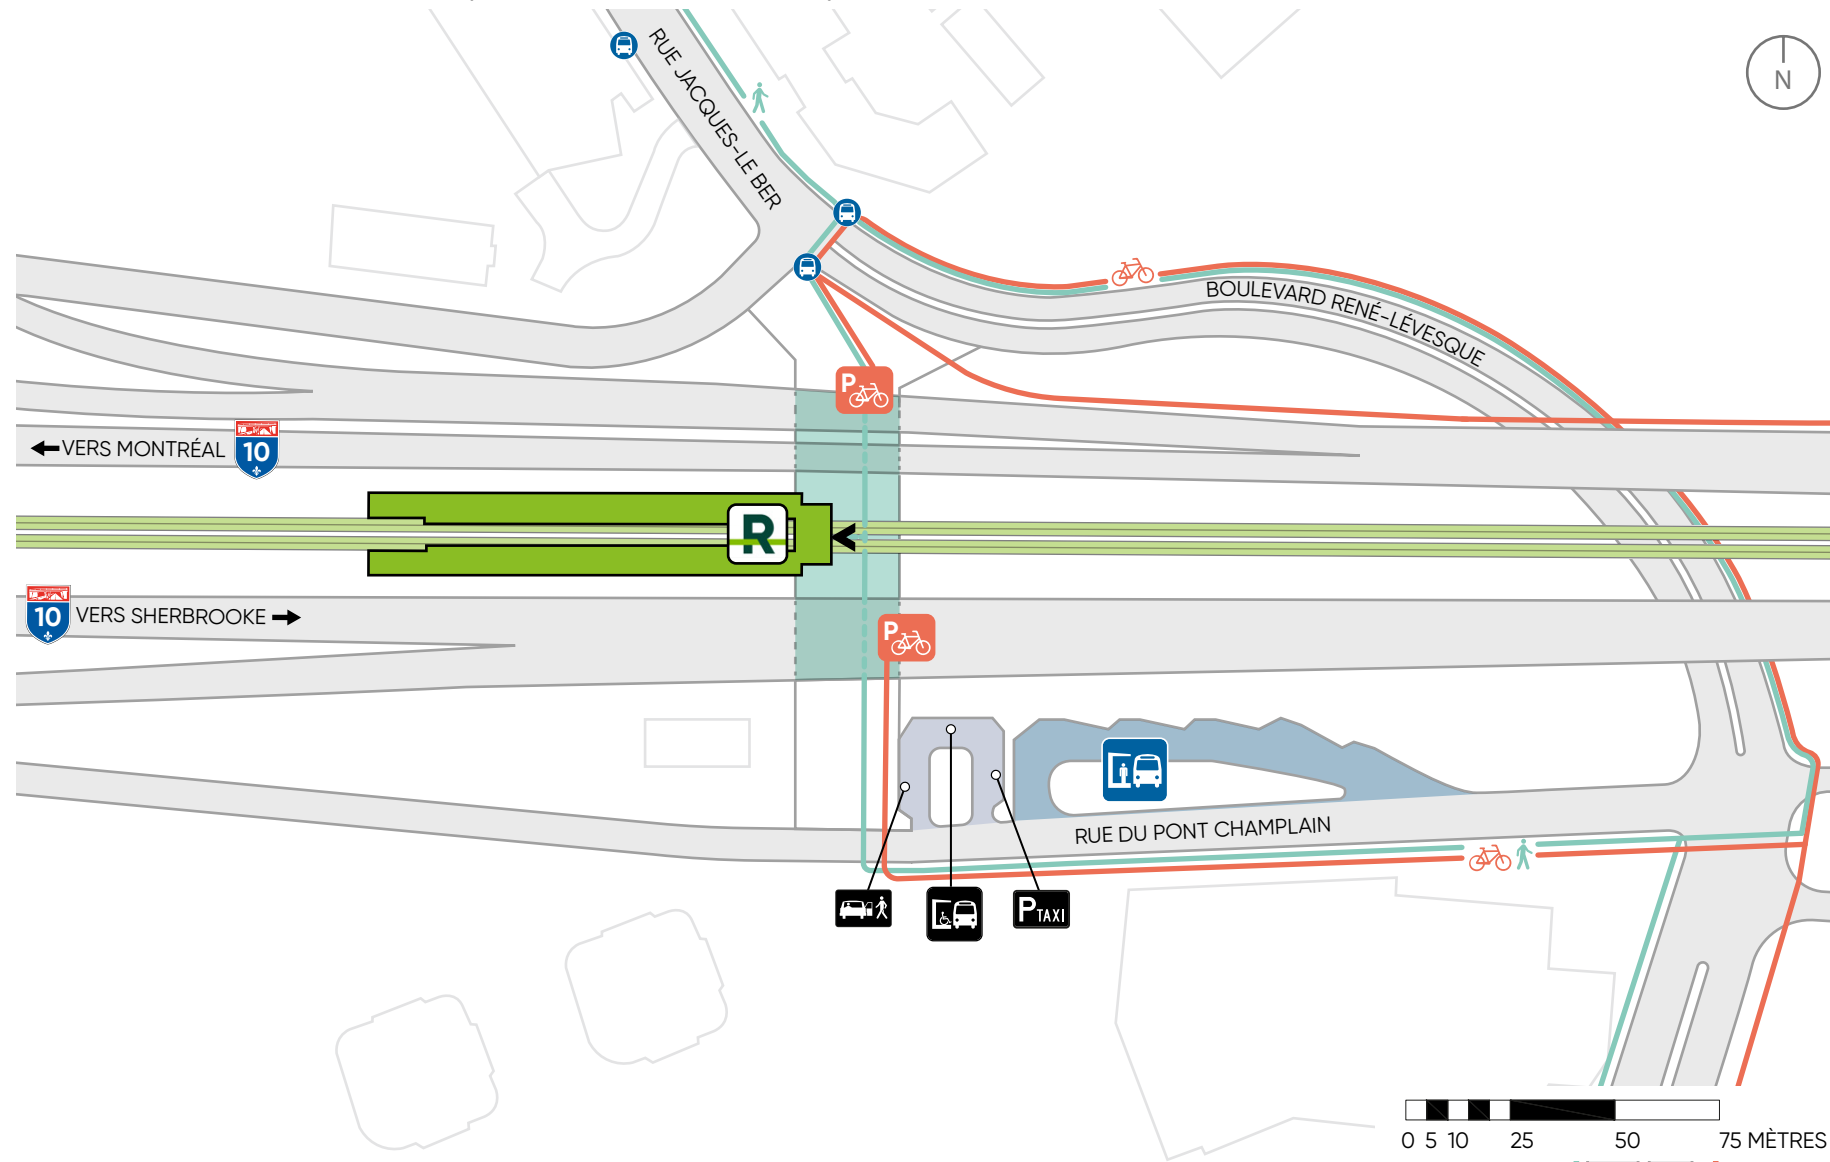 RUE JACQUES-LE BER
N
BOULEVARD RENÉ-LÉVESQUE
P
VERS MONTRÉAL
10
R
10
VERS SHERBROOKE
P
RUE DU PONT CHAMPLAIN
P TAXI
0 5 10 25 50 75 MÈTRES